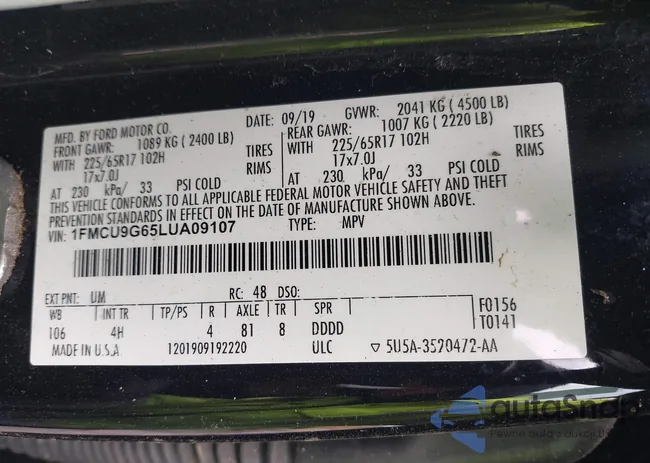 MFD. BY FORD MOTOR CO.
DATE: 09/19 GVWR: 2041 KG ( 4500 LB)
FRONT GAWR: 1089 KG ( 2400 LB)
REAR GAWR: 1007 KG ( 2220 LB)
WITH 225/65R17 102H TIRES
WITH 225/65R17 102H TIRES
17x7.0J RIMS
17x7.0J RIMS
AT 230 kPa/ 33 PSI COLD
AT 230 kPa/ 33 PSI COLD
THIS VEHICLE CONFORMS TO ALL APPLICABLE FEDERAL MOTOR VEHICLE SAFETY AND THEFT
PREVENTION STANDARDS IN EFFECT ON THE DATE OF MANUFACTURE SHOWN ABOVE.
VIN: 1FMCU9G65LUA09107 TYPE: MPV
EXT PNT: UM RC: 48 DSO:
WB INT TR TP/PS R AXLE TR SPR
106 4H 4 81 8 DDDD
F0156
T0141
MADE IN U.S.A. 1201909192220 ULC ▽ 5U5A-3520472-AA
autoSnap
Pewne auta z aukcji